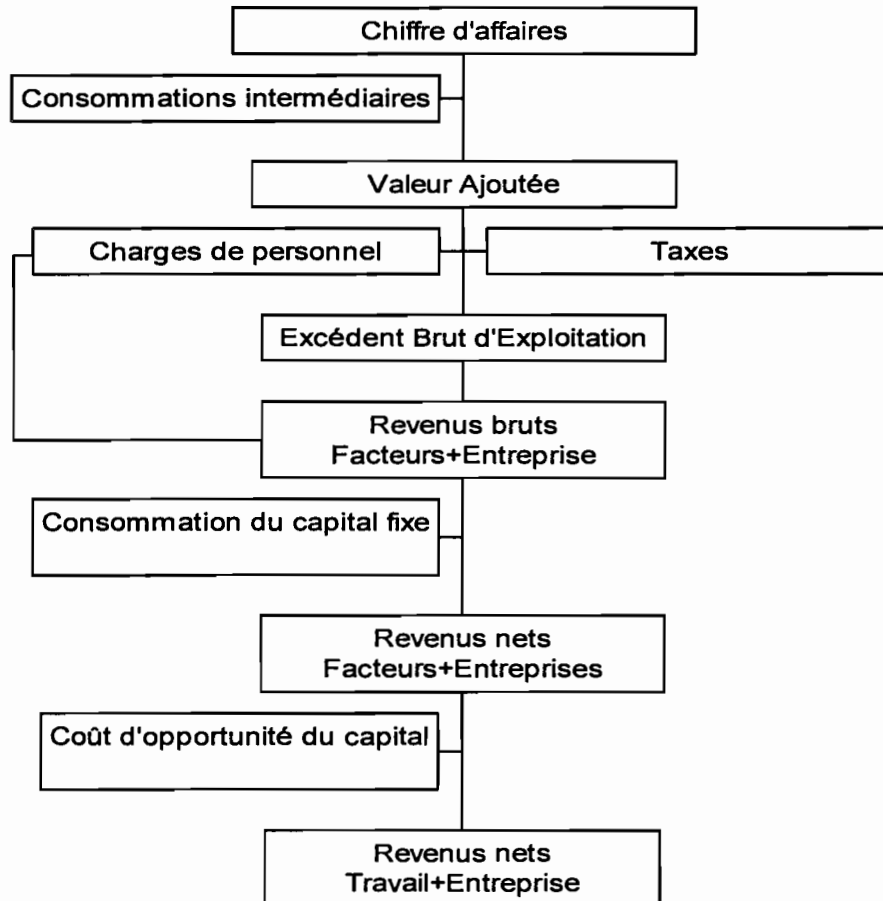 Chiffre d'affaires
Consommations intermédiaires
Valeur Ajoutée
Charges de personnel
Taxes
Excédent Brut d'Exploitation
Revenus bruts
Facteurs+Entreprise
Consommation du capital fixe
Revenus nets
Facteurs+Entreprises
Coût d'opportunité du capital
Revenus nets
Travail+Entreprise